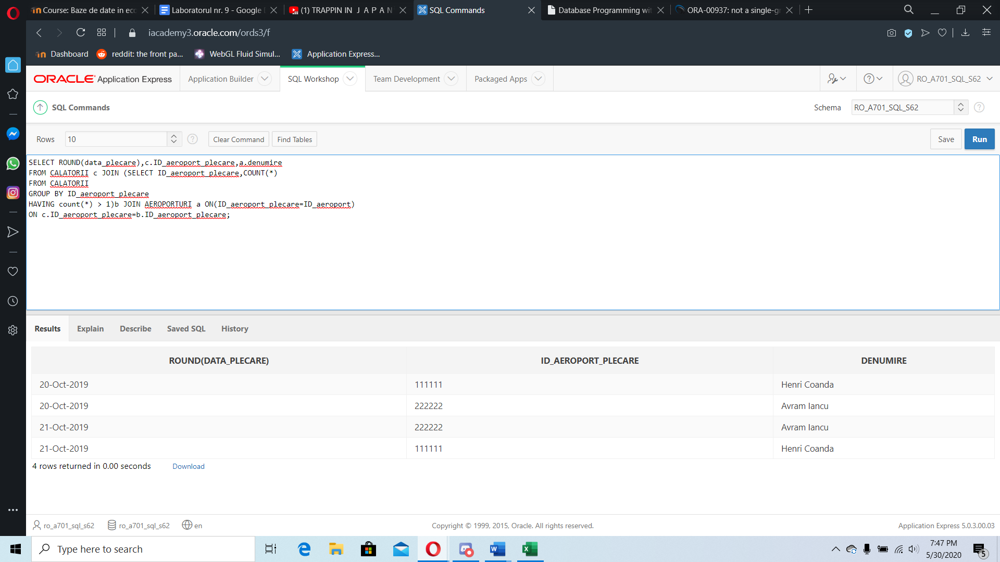 Course: Baze de date in eco
Laboratorul nr. 9 - Google
(1) TRAPPIN IN J A P A N
SQL Commands
Database Programming wit
ORA-00937: not a single-gr
iacademy3.oracle.com/ords3/f
Dashboard
reddit: the front pa...
WebGL Fluid Simul...
Application Express...
ORACLE Application Express
Application Builder
SQL Workshop
Team Development
Packaged Apps
RO_A701_SQL_S62
SQL Commands
Schema
RO_A701_SQL_S62
Rows
10
Clear Command
Find Tables
Save
Run
SELECT ROUND(data_plecare),c.ID_aeroport_plecare,a.denumire
FROM CALATORII c JOIN (SELECT ID_aeroport_plecare,COUNT(*)
FROM CALATORII
GROUP BY ID_aeroport_plecare
HAVING count(*) > 1)b JOIN AEROPORTURI a ON(ID_aeroport_plecare=ID_aeroport)
ON c.ID_aeroport_plecare=b.ID_aeroport_plecare;
Results Explain Describe Saved SQL History
ROUND(DATA_PLECARE) ID_AEROPORT_PLECARE DENUMIRE
20-Oct-2019 111111 Henri Coanda
20-Oct-2019 222222 Avram Iancu
21-Oct-2019 222222 Avram Iancu
21-Oct-2019 111111 Henri Coanda
4 rows returned in 0.00 seconds Download
ro_a701_sql_s62 ro_a701_sql_s62 en
Copyright © 1999, 2015, Oracle. All rights reserved.
Application Express 5.0.3.00.03
Type here to search
7:47 PM
5/30/2020
5